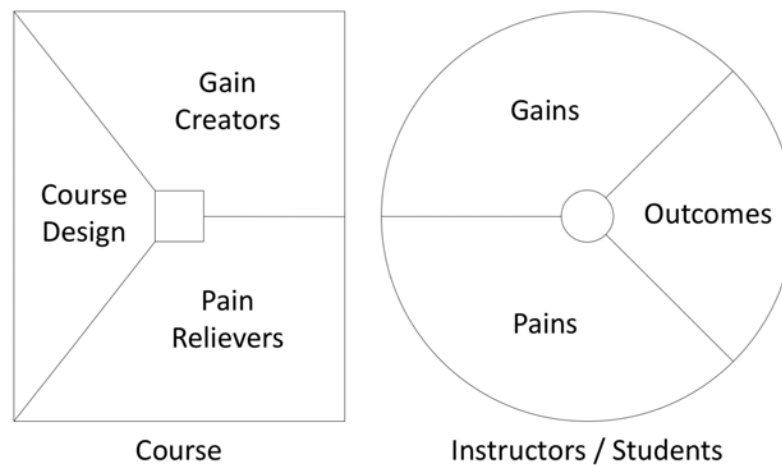 Gain
Creators
Course
Design
Pain
Relievers
Course
Gains
Outcomes
Pains
Instructors / Students